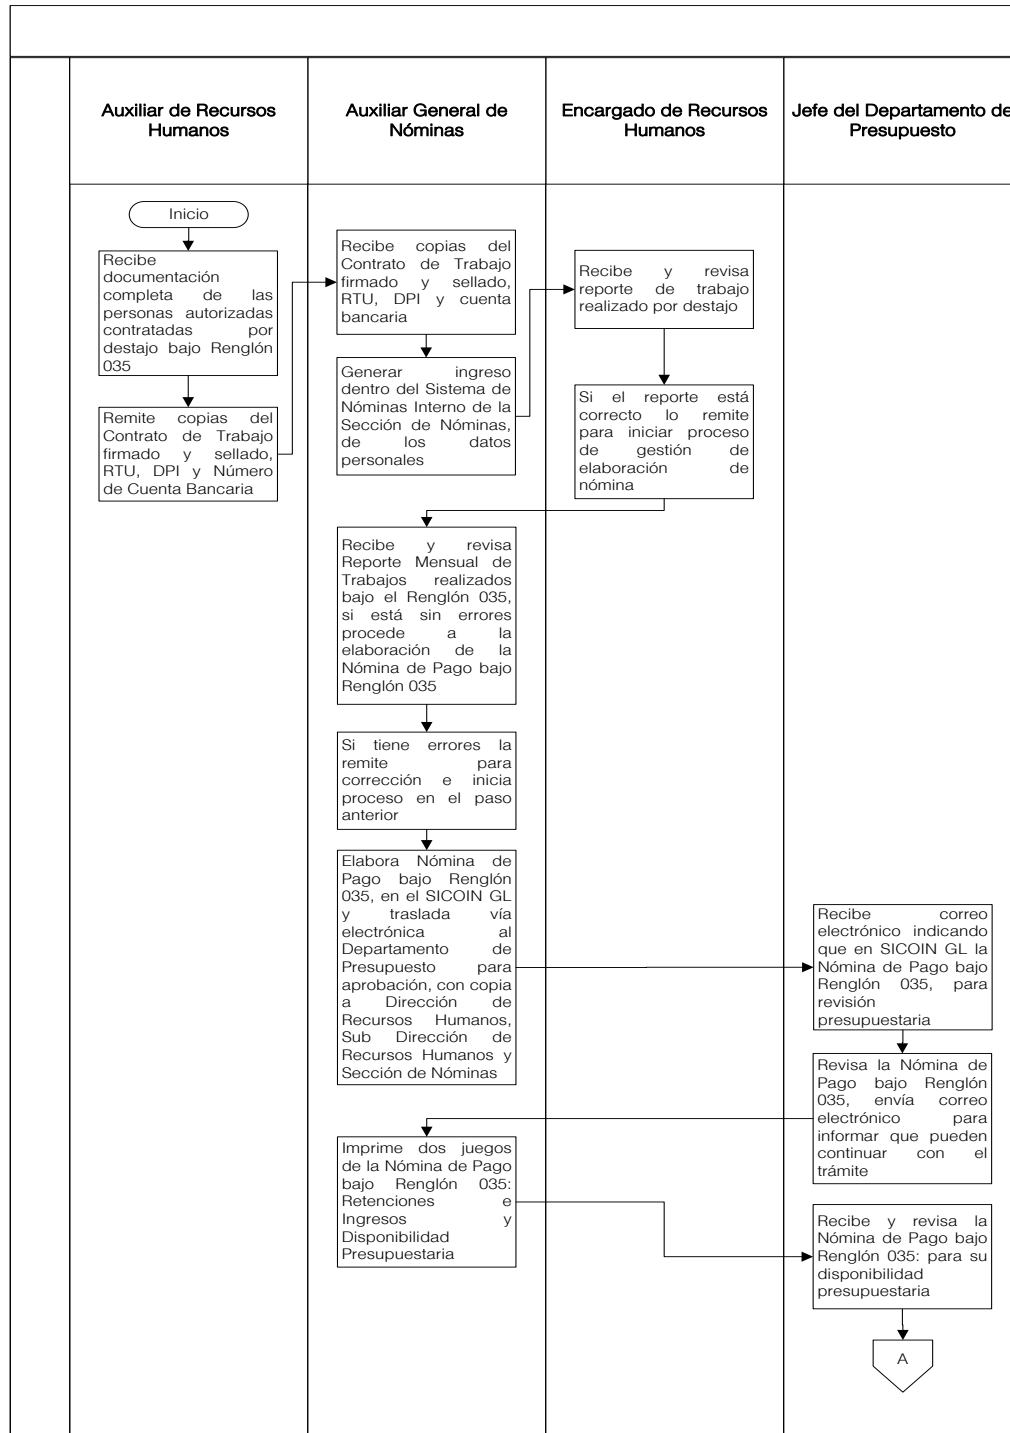 Auxiliar de Recursos
Humanos
Auxiliar General de
Nóminas
Encargado de Recursos
Humanos
Jefe del Departamento de
Presupuesto
Inicio
Recibe
documentación
completa de las
personas autorizadas
contratadas por
destajo bajo Renglón
035
Remite copias del
Contrato de Trabajo
firmado y sellado,
RTU, DPI y Número
de Cuenta Bancaria
Recibe copias del
Contrato de Trabajo
firmado y sellado,
RTU, DPI y cuenta
bancaria
Generar ingreso
dentro del Sistema de
Nóminas Interno de la
Sección de Nóminas,
de los datos
personales
Recibe y revisa
reporte de trabajo
realizado por destajo
Si el reporte está
correcto lo remite
para iniciar proceso
de gestión de
elaboración de
nómina
Recibe y revisa
Reporte Mensual de
Trabajos realizados
bajo el Renglón 035,
si está sin errores
procede a la
elaboración de la
Nómina de Pago bajo
Renglón 035
Si tiene errores la
remite para
corrección e inicia
proceso en el paso
anterior
Elabora Nómina de
Pago bajo Renglón
035, en el SICOIN GL
y traslada vía
electrónica al
Departamento de
Presupuesto para
aprobación, con copia
a Dirección de
Recursos Humanos,
Sub Dirección de
Recursos Humanos y
Sección de Nóminas
Recibe correo
electrónico indicando
que en SICOIN GL la
Nómina de Pago bajo
Renglón 035, para
revisión
presupuestaria
Revisa la Nómina de
Pago bajo Renglón
035, envía correo
electrónico para
informar que pueden
continuar con el
trámite
Imprime dos juegos
de la Nómina de Pago
bajo Renglón 035:
Retenciones e
Ingresos y
Disponibilidad
Presupuestaria
Recibe y revisa la
Nómina de Pago bajo
Renglón 035: para su
disponibilidad
presupuestaria
A